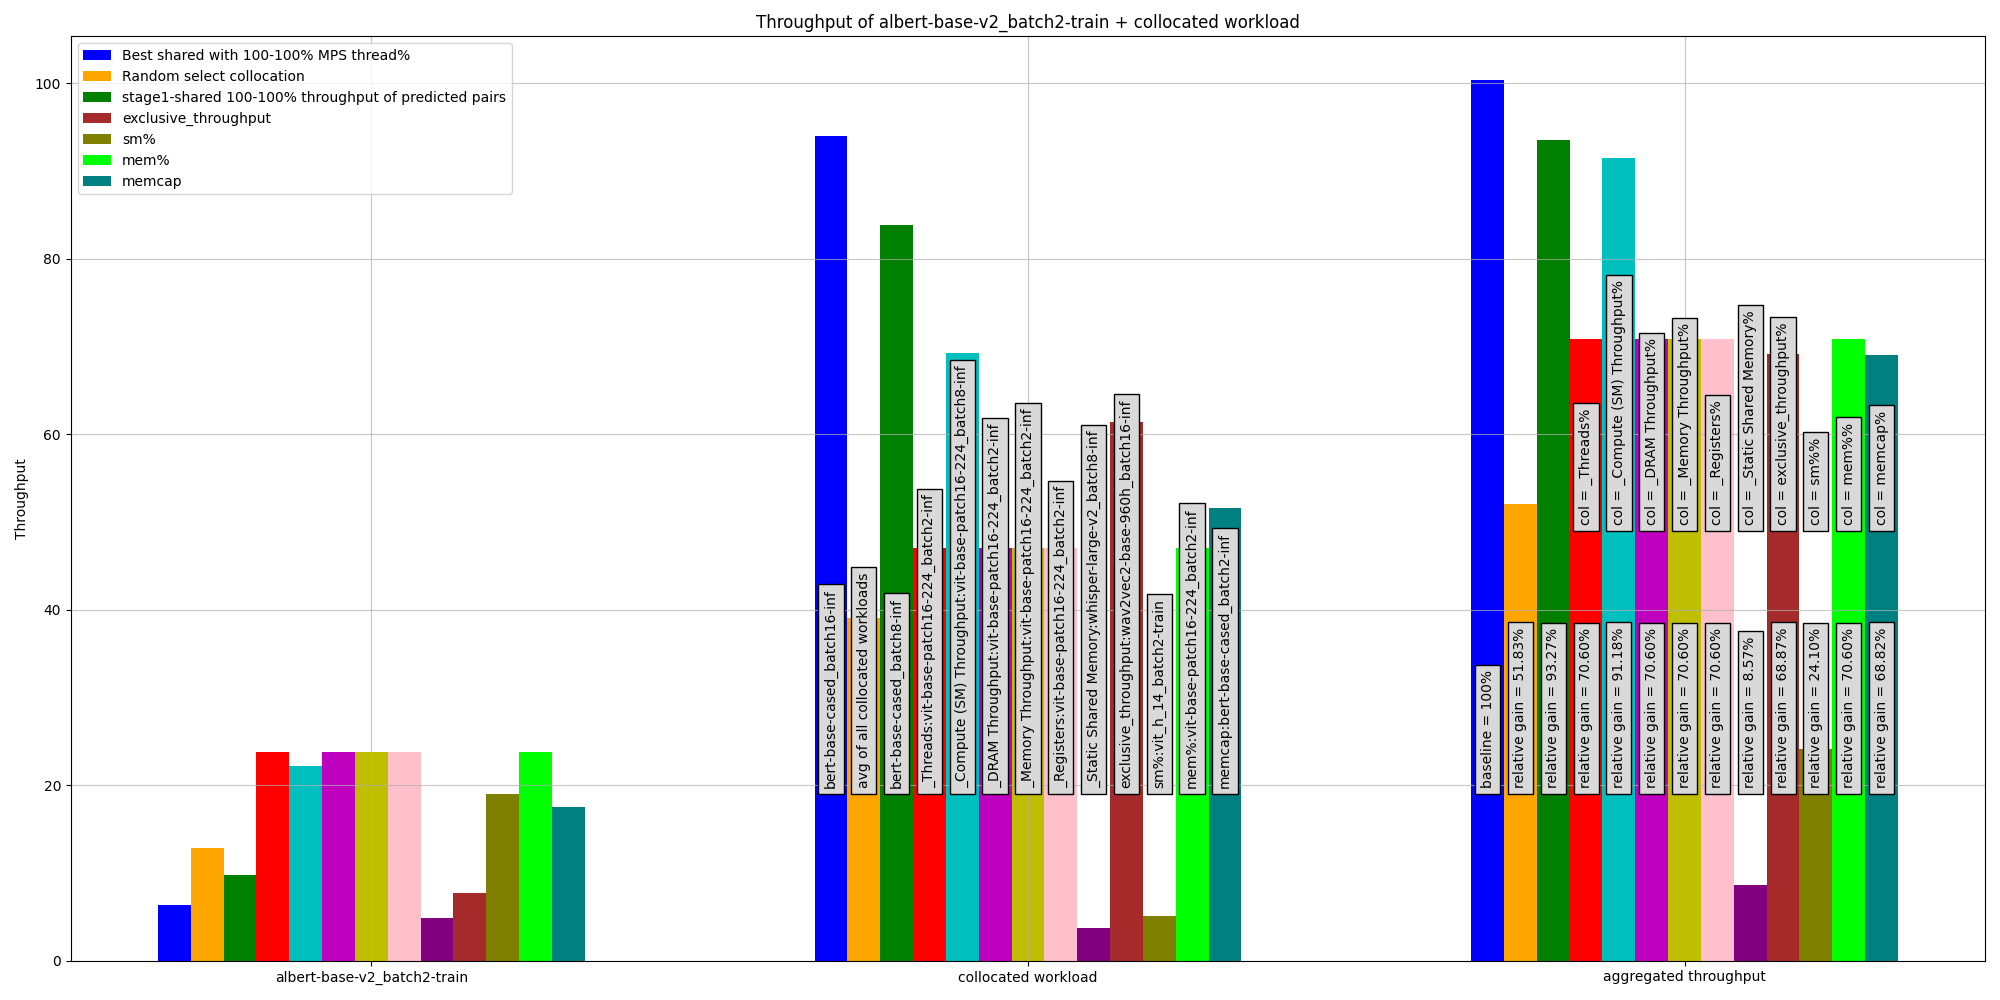 Throughput of albert-base-v2_batch2-train + collocated workload
Best shared with 100-100% MPS thread%
Random select collocation
stage1-shared 100-100% throughput of predicted pairs
exclusive_throughput
sm%
mem%
memcap
Throughput
100
80
60
40
20
0
bert-base-cased_batch16-inf
avg of all collocated workloads
bert-base-cased_batch8-inf
_Threads:vit-base-patch16-224_batch2-inf
_Compute (SM) Throughput:vit-base-patch16-224_batch8-inf
_DRAM Throughput:vit-base-patch16-224_batch2-inf
_Memory Throughput:vit-base-patch16-224_batch2-inf
_Registers:vit-base-patch16-224_batch2-inf
_Static Shared Memory:whisper-large-v2_batch8-inf
exclusive_throughput:wav2vec2-base-960h_batch16-inf
sm%:vit_h_14_batch2-train
mem%:vit-base-patch16-224_batch2-inf
memcap:bert-base-cased_batch2-inf
col = _Threads%
col = _Compute (SM) Throughput%
col = _DRAM Throughput%
col = _Memory Throughput%
col = _Registers%
col = _Static Shared Memory%
col = exclusive_throughput%
col = sm%%
col = mem%%
col = memcap%
baseline = 100%
relative gain = 51.83%
relative gain = 93.27%
relative gain = 70.60%
relative gain = 91.18%
relative gain = 70.60%
relative gain = 70.60%
relative gain = 70.60%
relative gain = 8.57%
relative gain = 68.87%
relative gain = 24.10%
relative gain = 70.60%
relative gain = 68.82%
albert-base-v2_batch2-train
collocated workload
aggregated throughput